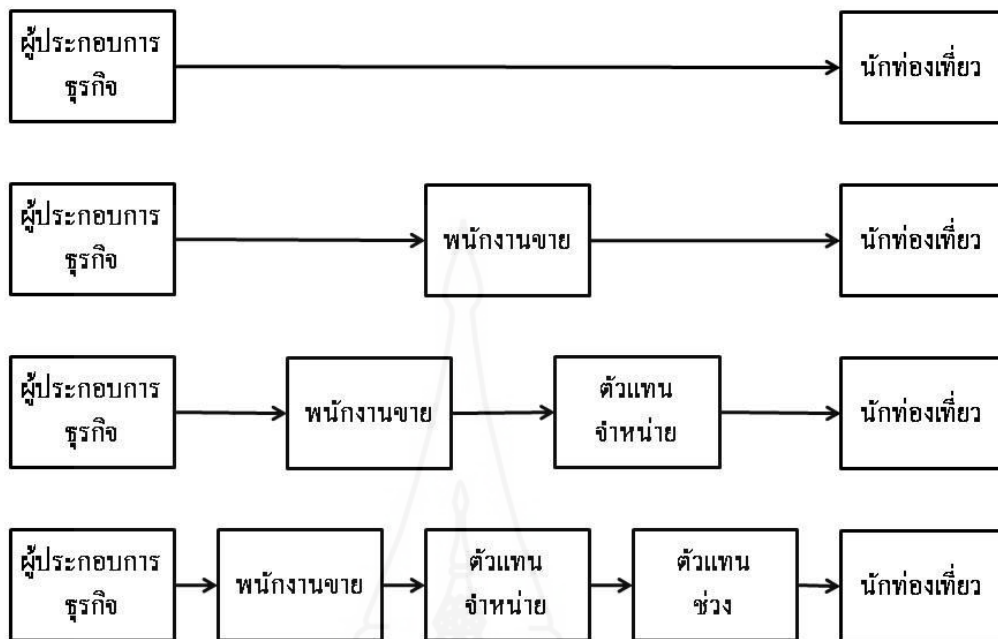 ผู้ประกอบการ
ธุรกิจ
นักท่องเที่ยว
ผู้ประกอบการ
ธุรกิจ
พนักงานขาย
นักท่องเที่ยว
ผู้ประกอบการ
ธุรกิจ
พนักงานขาย
ตัวแทน
จำหน่าย
นักท่องเที่ยว
ผู้ประกอบการ
ธุรกิจ
พนักงานขาย
ตัวแทน
จำหน่าย
ตัวแทน
ช่วง
นักท่องเที่ยว